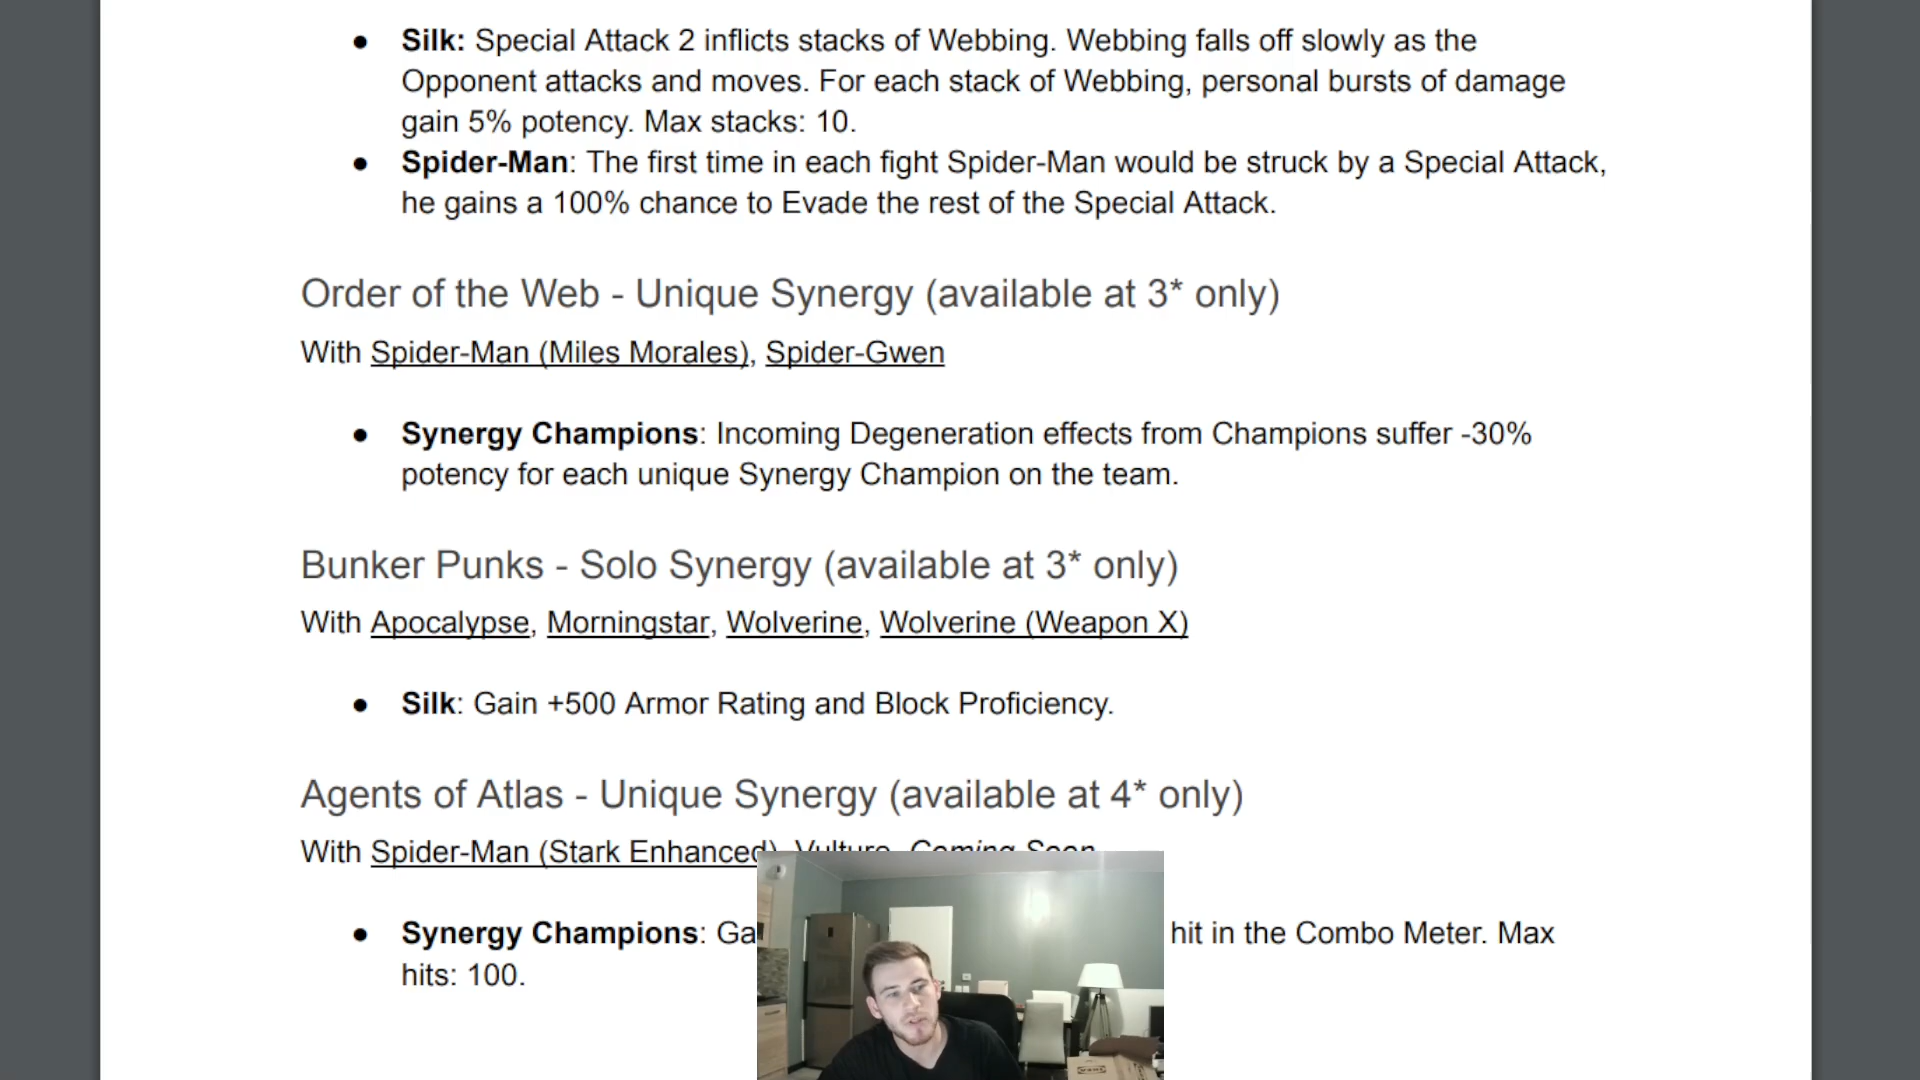 ● Silk: Special Attack 2 inflicts stacks of Webbing. Webbing falls off slowly as the
Opponent attacks and moves. For each stack of Webbing, personal bursts of damage
gain 5% potency. Max stacks: 10.
● Spider-Man: The first time in each fight Spider-Man would be struck by a Special Attack,
he gains a 100% chance to Evade the rest of the Special Attack.
Order of the Web - Unique Synergy (available at 3* only)
With Spider-Man (Miles Morales), Spider-Gwen
● Synergy Champions: Incoming Degeneration effects from Champions suffer -30%
potency for each unique Synergy Champion on the team.
Bunker Punks - Solo Synergy (available at 3* only)
With Apocalypse, Morningstar, Wolverine, Wolverine (Weapon X)
● Silk: Gain +500 Armor Rating and Block Proficiency.
Agents of Atlas - Unique Synergy (available at 4* only)
With Spider-Man (Stark Enhanced), Vulture, Coming Soon
● Synergy Champions: Ga hit in the Combo Meter. Max
hits: 100.